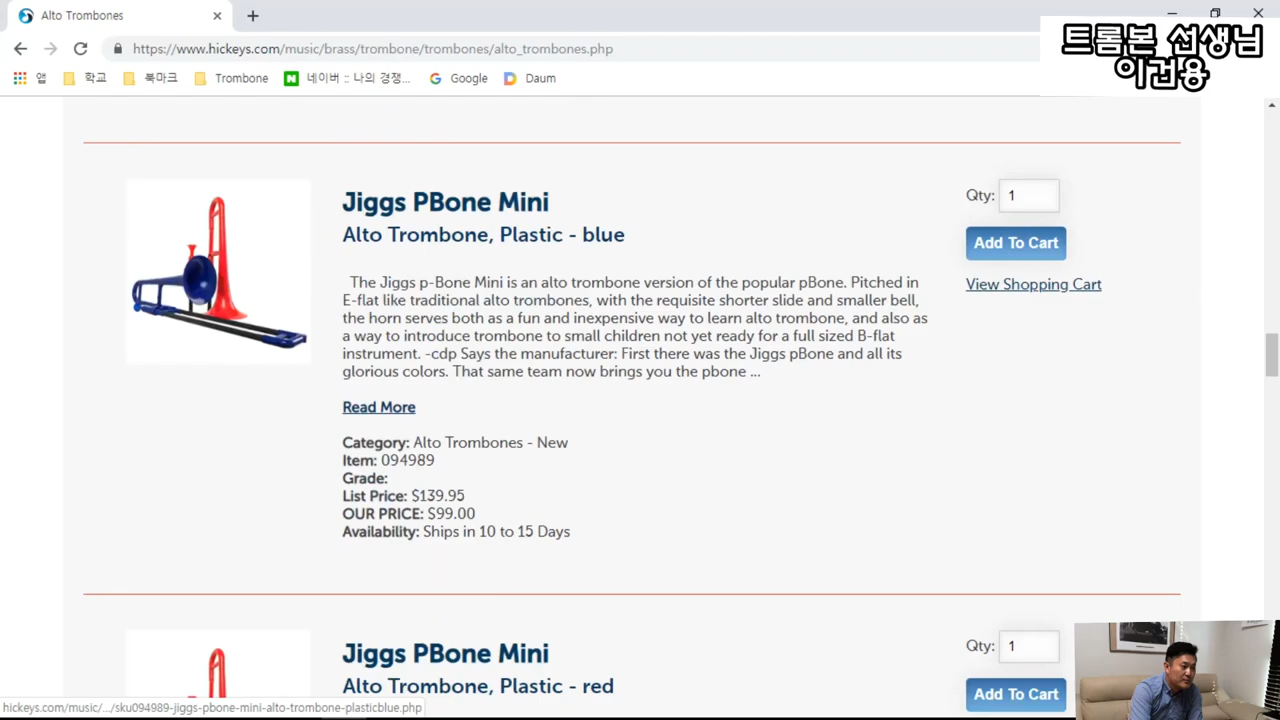 Alto Trombones
https://www.hickeys.com/music/brass/trombone/trombones/alto_trombones.php
트롬본 선생님
이권용
앱 학교 북마크 Trombone 네이버 :: 나의 경쟁... Google Daum
Jiggs PBone Mini
Alto Trombone, Plastic - blue
The Jiggs p-Bone Mini is an alto trombone version of the popular pBone. Pitched in
E-flat like traditional alto trombones, with the requisite shorter slide and smaller bell,
the horn serves both as a fun and inexpensive way to learn alto trombone, and also as
a way to introduce trombone to small children not yet ready for a full sized B-flat
instrument. -cdp Says the manufacturer: First there was the Jiggs pBone and all its
glorious colors. That same team now brings you the pbone ...
Read More
Category: Alto Trombones - New
Item: 094989
Grade:
List Price: $139.95
OUR PRICE: $99.00
Availability: Ships in 10 to 15 Days
Qty: 1
Add To Cart
View Shopping Cart
Jiggs PBone Mini
Alto Trombone, Plastic - red
Qty: 1
Add To Cart
hickeys.com/music/.../sku094989-jiggs-pbone-mini-alto-trombone-plasticblue.php